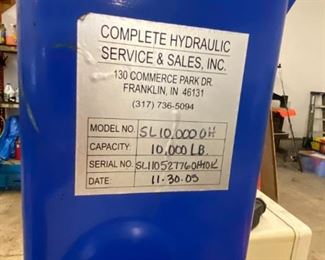 COMPLETE HYDRAULIC
SERVICE & SALES, INC.
130 COMMERCE PARK DR.
FRANKLIN, IN 46131
(317) 736-5094
MODEL NO. SL10,000OH
CAPACITY: 10,000 LB.
SERIAL NO.
DATE: 11-30-05